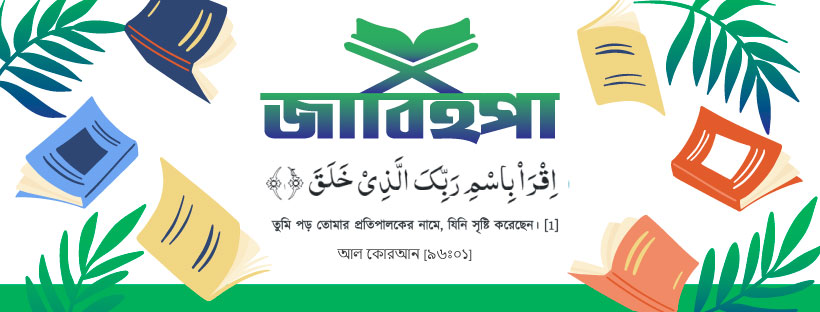 জাবিহপা
اِقْرَاْ بِاسْمِ رَبِّكَ الَّذِىْ خَلَقَ ﴿۱﴾
তুমি পড় তোমার প্রতিপালকের নামে, যিনি সৃষ্টি করেছেন। [1]
আল কোরআন [৯৬ঃ০১]